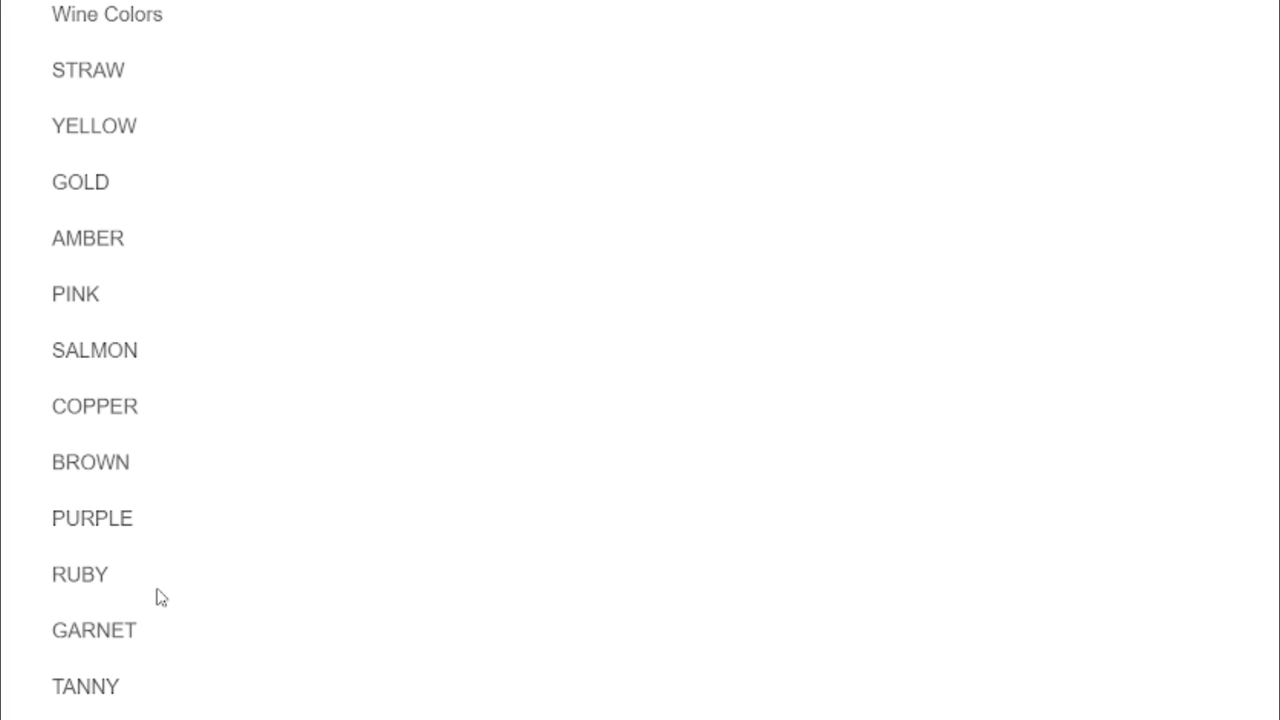 Wine Colors
STRAW
YELLOW
GOLD
AMBER
PINK
SALMON
COPPER
BROWN
PURPLE
RUBY
GARNET
TANNY